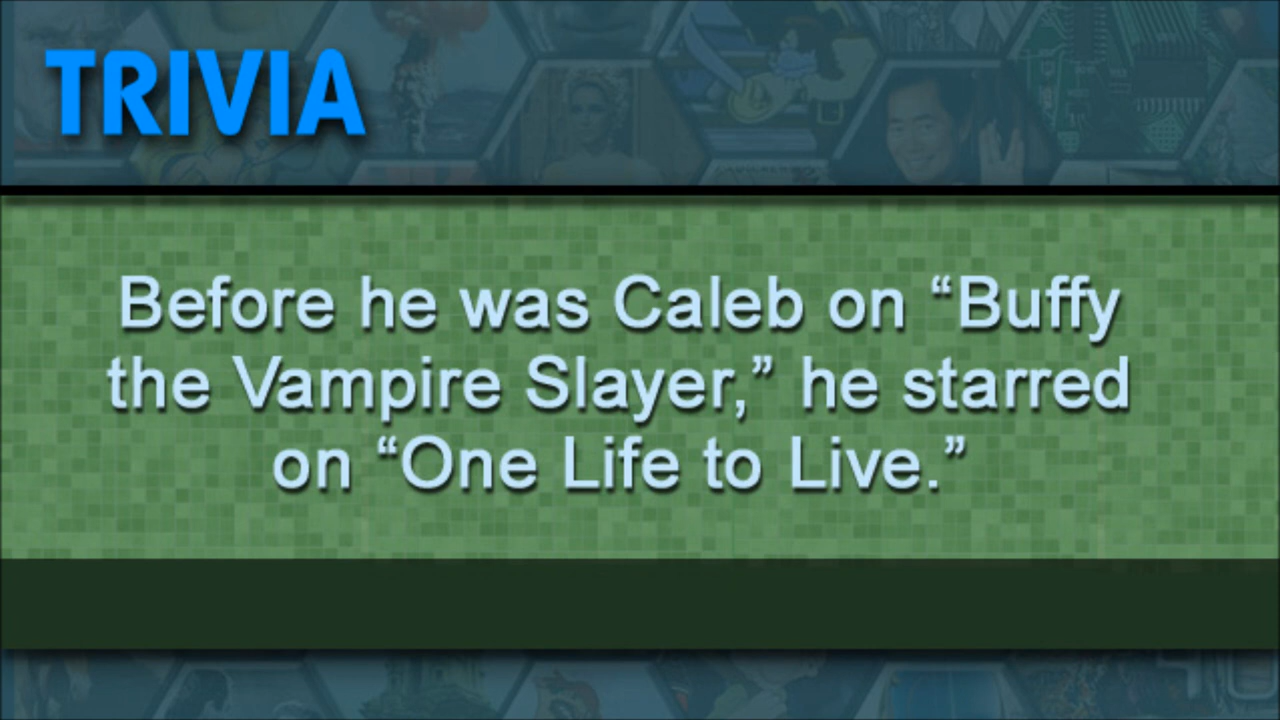 TRIVIA
Before he was Caleb on “Buffy
the Vampire Slayer,” he starred
on “One Life to Live.”